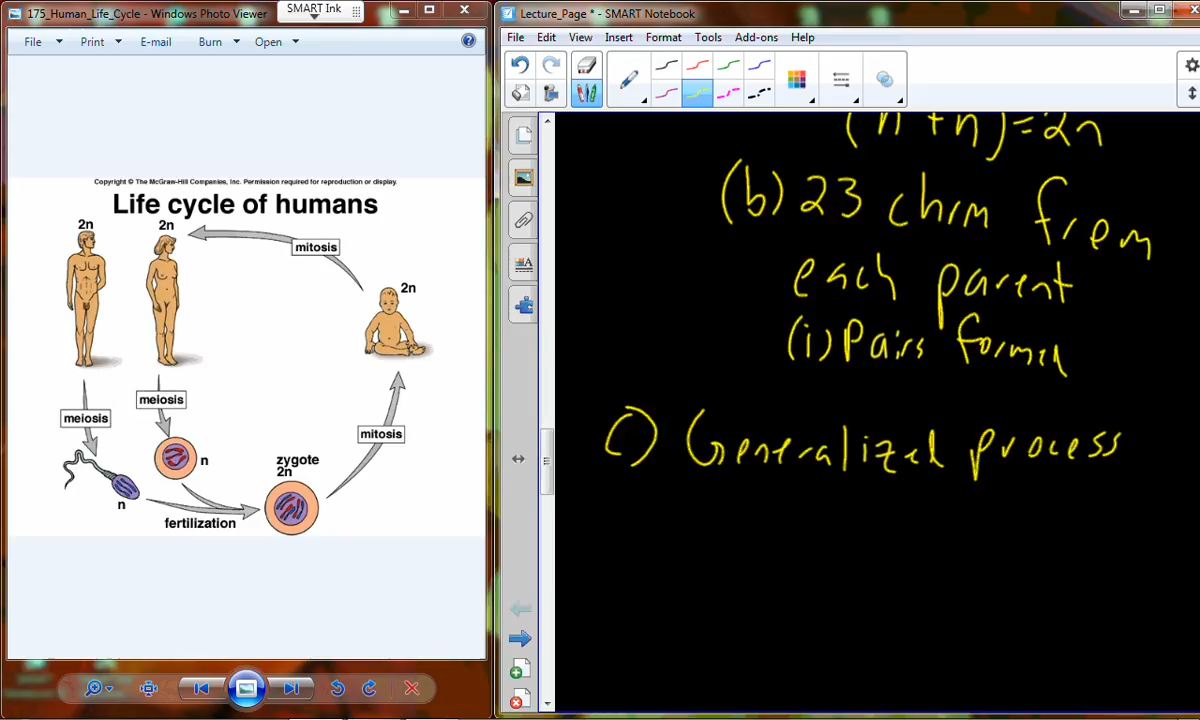 175_Human_Life_Cycle - Windows Photo Viewer
SMART Ink
File Print E-mail Burn Open
Copyright © The McGraw-Hill Companies, Inc. Permission required for reproduction or display.
Life cycle of humans
2n
2n
mitosis
2n
meiosis
meiosis
mitosis
n
zygote
2n
n
fertilization
Lecture_Page * - SMART Notebook
File Edit View Insert Format Tools Add-ons Help
(n+n)=2n
(b) 23 chrm from
each parent
(i) Pairs formed
C) Generalized process